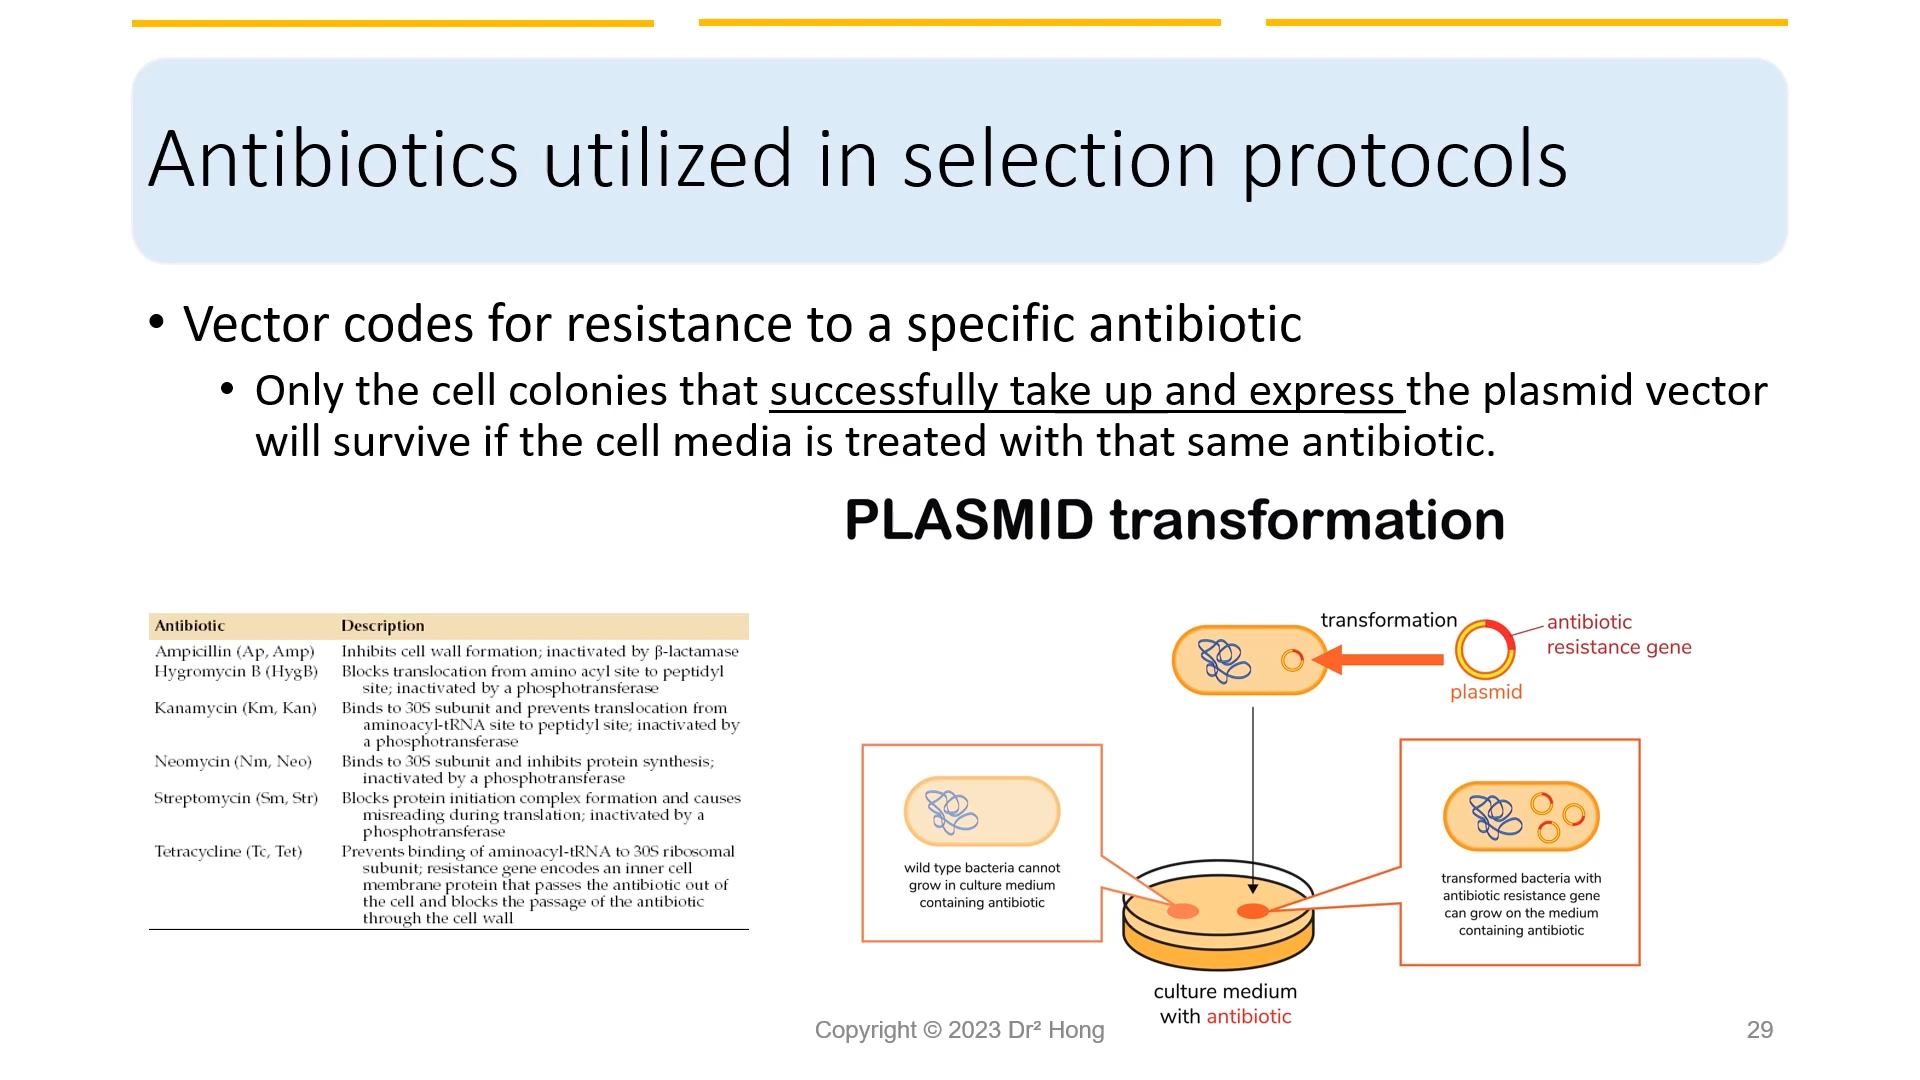 Antibiotics utilized in selection protocols
• Vector codes for resistance to a specific antibiotic
• Only the cell colonies that successfully take up and express the plasmid vector
will survive if the cell media is treated with that same antibiotic.
PLASMID transformation
Antibiotic Description
Ampicillin (Ap, Amp) Inhibits cell wall formation; inactivated by β-lactamase
Hygromycin B (HygB) Blocks translocation from amino acyl site to peptidyl
site; inactivated by a phosphotransferase
Kanamycin (Km, Kan) Binds to 30S subunit and prevents translocation from
aminoacyl-tRNA site to peptidyl site; inactivated by
a phosphotransferase
Neomycin (Nm, Neo) Binds to 30S subunit and inhibits protein synthesis;
inactivated by a phosphotransferase
Streptomycin (Sm, Str) Blocks protein initiation complex formation and causes
misreading during translation; inactivated by a
phosphotransferase
Tetracycline (Tc, Tet) Prevents binding of aminoacyl-tRNA to 30S ribosomal
subunit; resistance gene encodes an inner cell
membrane protein that passes the antibiotic out of
the cell and blocks the passage of the antibiotic
through the cell wall
transformation
antibiotic
resistance gene
plasmid
wild type bacteria cannot
grow in culture medium
containing antibiotic
transformed bacteria with
antibiotic resistance gene
can grow on the medium
containing antibiotic
culture medium
with antibiotic
Copyright © 2023 Dr² Hong
29